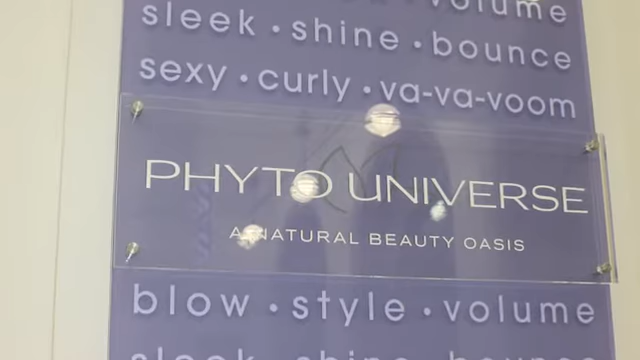 volume
sleek • shine • bounce
sexy • curly • va-va-voom
PHYTO UNIVERSE
A NATURAL BEAUTY OASIS
blow • style • volume
sleek • shine • bounce